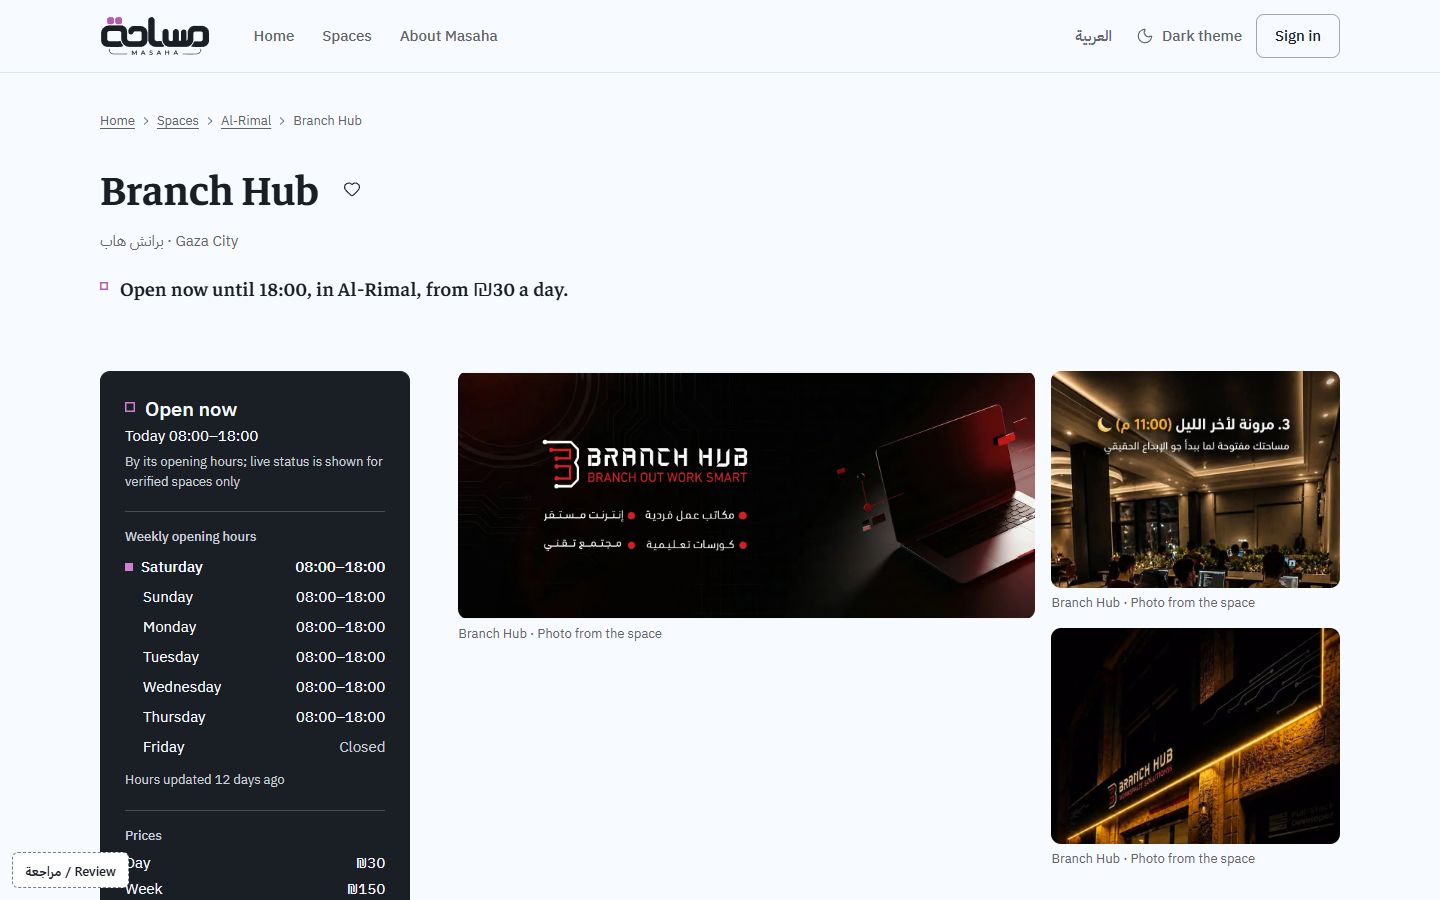 مساحة
MASAHA
Home
Spaces
About Masaha
العربية
Dark theme
Sign in
Home > Spaces > Al-Rimal > Branch Hub
Branch Hub
برانش هاب · Gaza City
Open now until 18:00, in Al-Rimal, from ₪30 a day.
Open now
Today 08:00–18:00
By its opening hours; live status is shown for
verified spaces only
Weekly opening hours
Saturday 08:00–18:00
Sunday 08:00–18:00
Monday 08:00–18:00
Tuesday 08:00–18:00
Wednesday 08:00–18:00
Thursday 08:00–18:00
Friday Closed
Hours updated 12 days ago
Prices
Day ₪30
Week ₪150
مراجعة / Review
BRANCH HUB
BRANCH OUT WORK SMART
مكاتب عمل فردية إنترنت مستقر
كورسات تعليمية مجتمع تقني
Branch Hub · Photo from the space
3. مرونة لأخر الليل (11:00 م)
مساحتك مفتوحة لما يبدأ جو الإبداع الحقيقي
Branch Hub · Photo from the space
BRANCH HUB
WORKSPACE SOLUTIONS
Full-stack
Developer
Branch Hub · Photo from the space